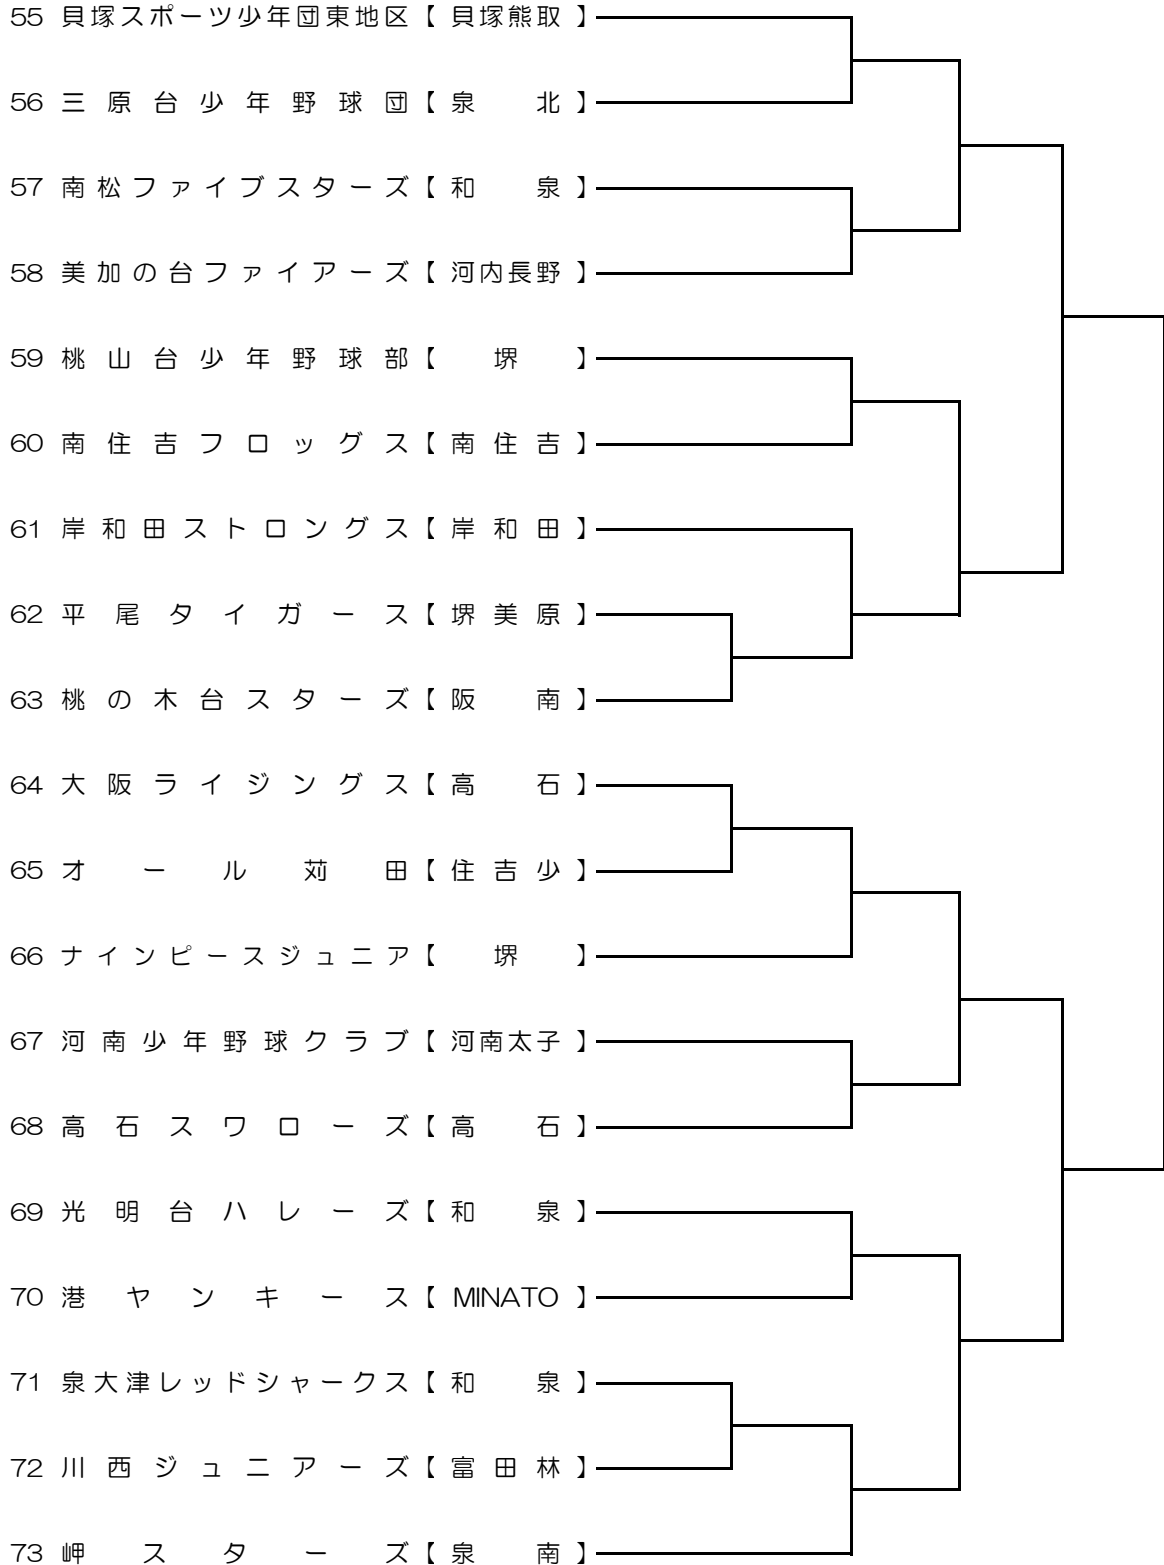 55 貝塚スポーツ少年団東地区【 貝塚熊取 】
56 三原台少年野球団【 泉北 】
57 南松ファイブスターズ【 和泉 】
58 美加の台ファイアーズ【 河内長野 】
59 桃山台少年野球部【 堺 】
60 南住吉フロッグス【 南住吉 】
61 岸和田ストロングス【 岸和田 】
62 平尾タイガース【 堺美原 】
63 桃の木台スターズ【 阪南 】
64 大阪ライジングス【 高石 】
65 オール苅田【 住吉少 】
66 ナインピースジュニア【 堺 】
67 河南少年野球クラブ【 河南太子 】
68 高石スワローズ【 高石 】
69 光明台ハレーズ【 和泉 】
70 港ヤンキース【 MINATO 】
71 泉大津レッドシャークス【 和泉 】
72 川西ジュニアーズ【 富田林 】
73 岬スターズ【 泉南 】